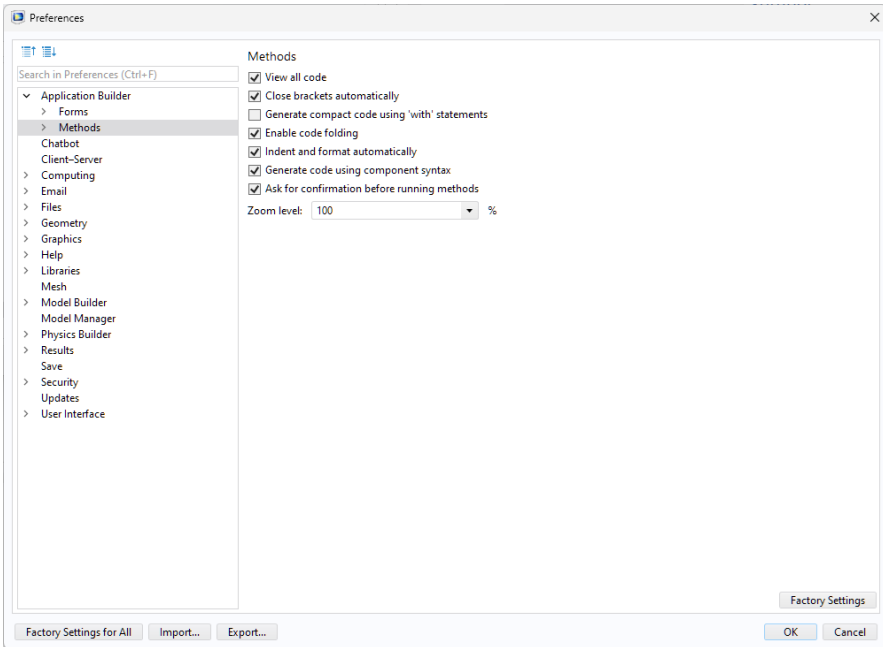 Preferences
Search in Preferences (Ctrl+F)
Application Builder
Forms
Methods
Chatbot
Client–Server
Computing
Email
Files
Geometry
Graphics
Help
Libraries
Mesh
Model Builder
Model Manager
Physics Builder
Results
Save
Security
Updates
User Interface
Methods
View all code
Close brackets automatically
Generate compact code using 'with' statements
Enable code folding
Indent and format automatically
Generate code using component syntax
Ask for confirmation before running methods
Zoom level: 100 %
Factory Settings
Factory Settings for All Import... Export... OK Cancel